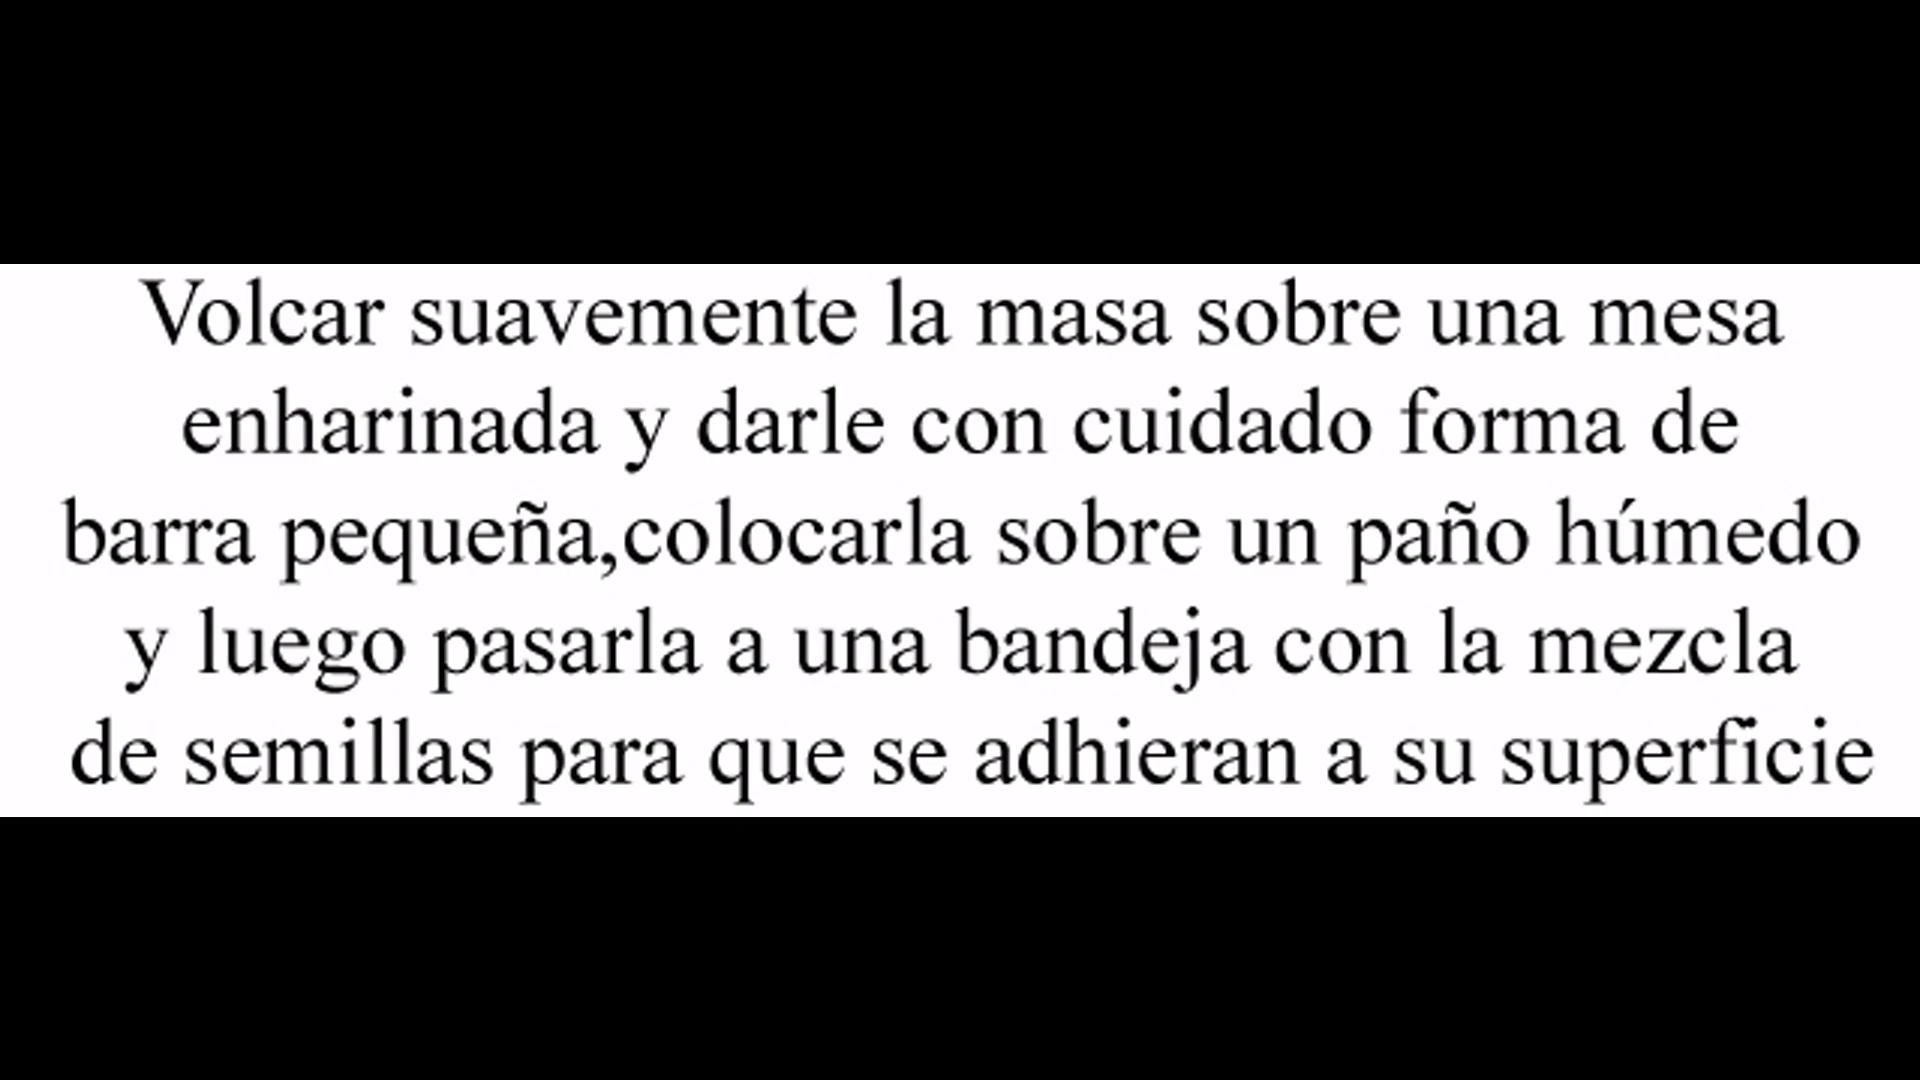 Volcar suavemente la masa sobre una mesa
enharinada y darle con cuidado forma de
barra pequeña,colocarla sobre un paño húmedo
y luego pasarla a una bandeja con la mezcla
de semillas para que se adhieran a su superficie